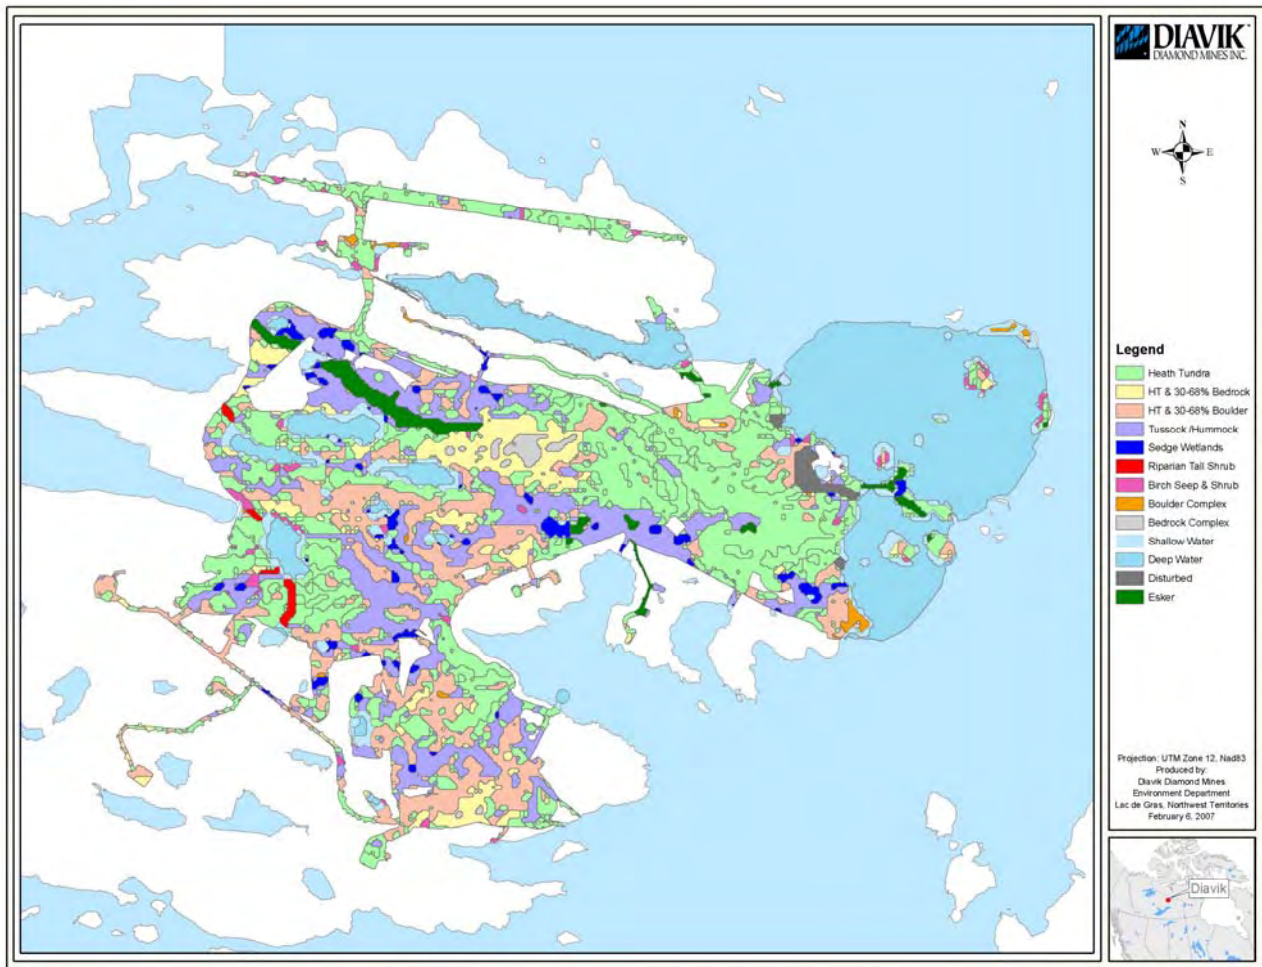 DIAVIK
DIAMOND MINES INC.
N
W E
S
Legend
Heath Tundra
HT & 30-68% Bedrock
HT & 30-68% Boulder
Tussock /Hummock
Sedge Wetlands
Riparian Tall Shrub
Birch Seep & Shrub
Boulder Complex
Bedrock Complex
Shallow Water
Deep Water
Disturbed
Esker
Projection: UTM Zone 12, Nad83
Produced by:
Diavik Diamond Mines
Environment Department
Lac de Gras, Northwest Territories
February 6, 2007
Diavik